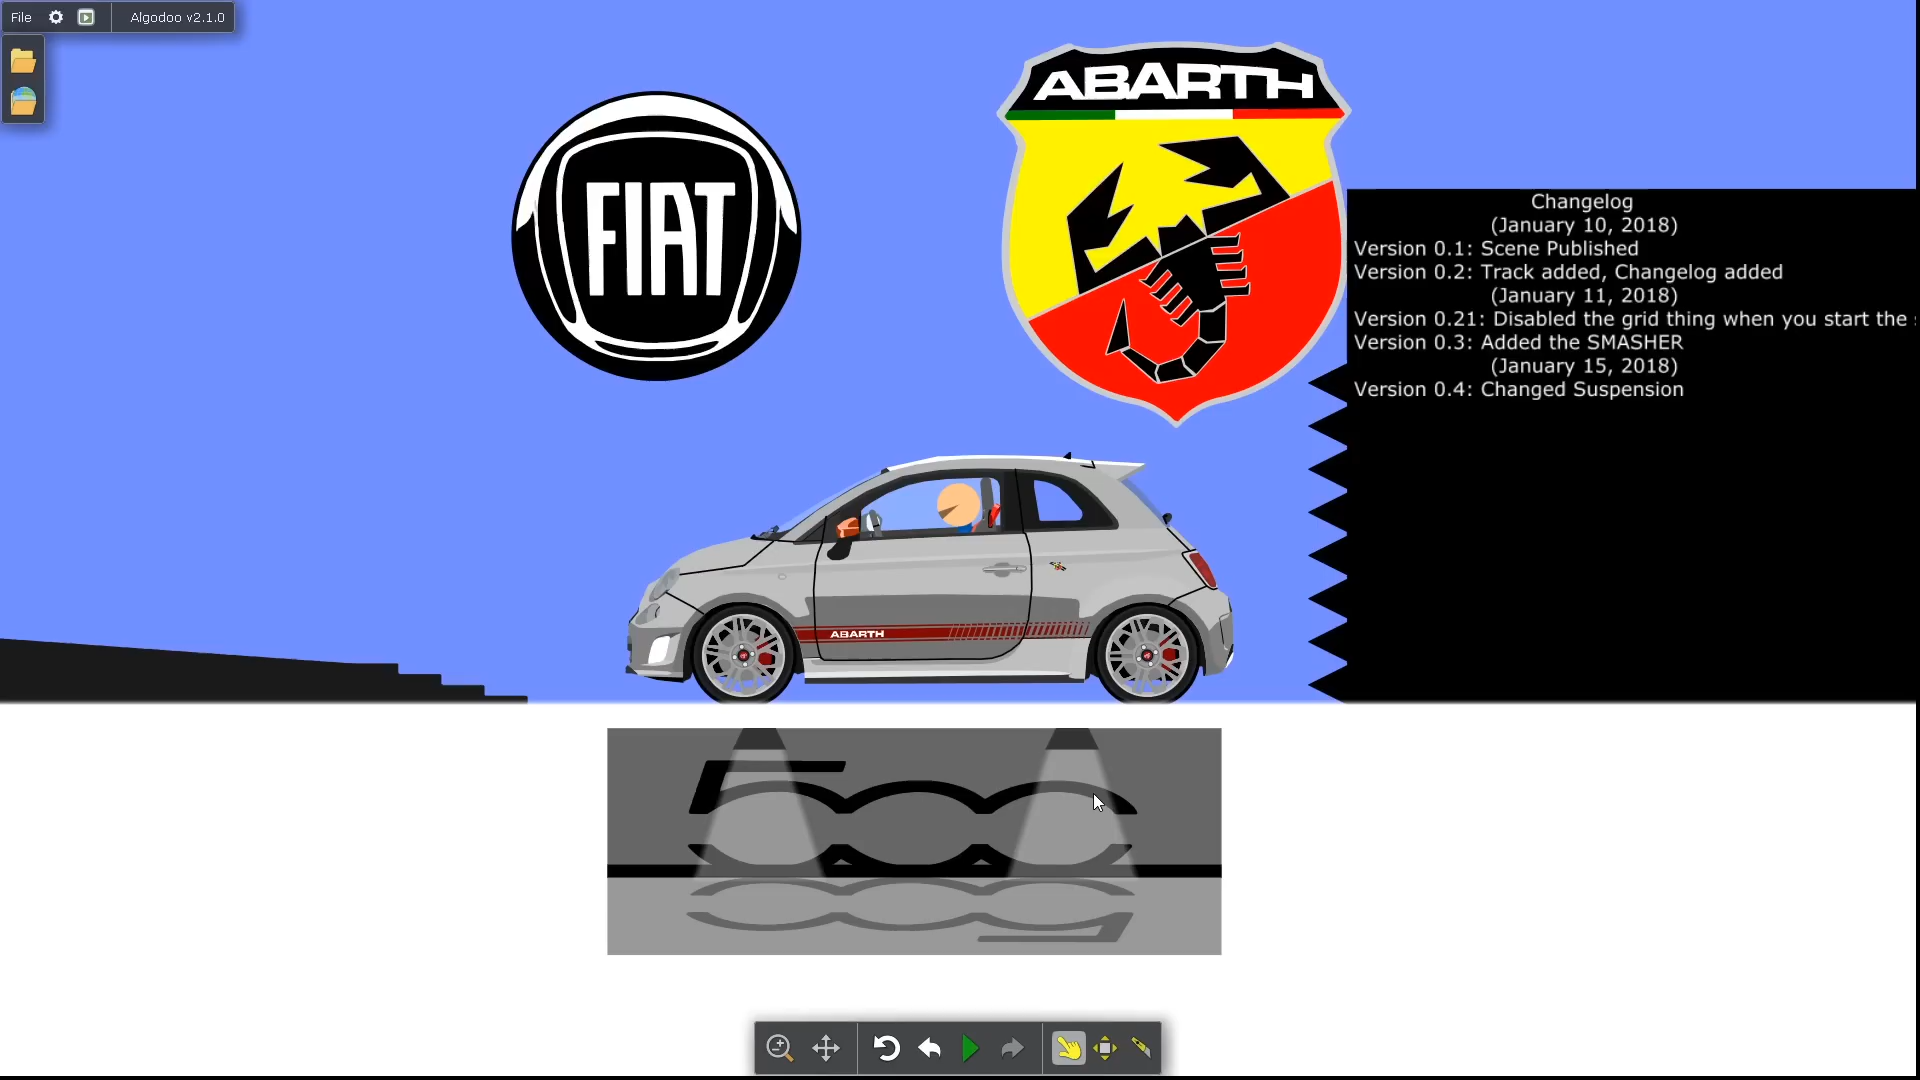 File
Algodoo v2.1.0
ABARTH
FIAT
Changelog
(January 10, 2018)
Version 0.1: Scene Published
Version 0.2: Track added, Changelog added
(January 11, 2018)
Version 0.21: Disabled the grid thing when you start the
Version 0.3: Added the SMASHER
(January 15, 2018)
Version 0.4: Changed Suspension
ABARTH